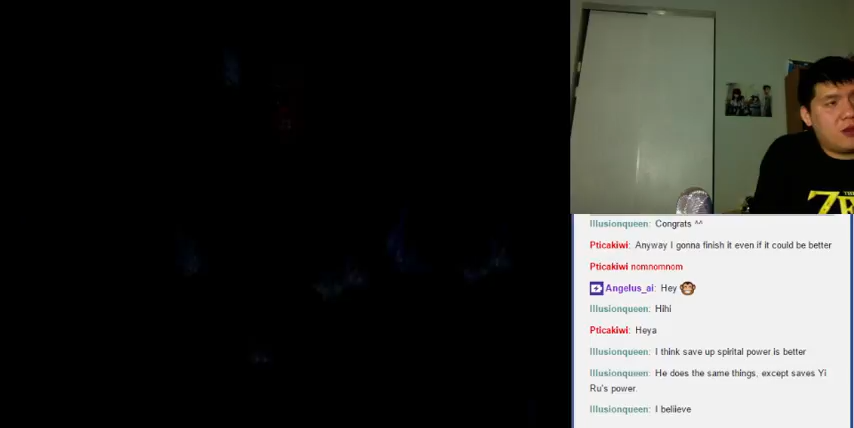 ZE
Illusionqueen: Congrats ^^
Pticakiwi: Anyway I gonna finish it even if it could be better
Pticakiwi nomnomnom
Angelus_ai: Hey
Illusionqueen: Hihi
Pticakiwi: Heya
Illusionqueen: I think save up spirital power is better
Illusionqueen: He does the same things, except saves Yi
Ru's power.
Illusionqueen: I beliieve